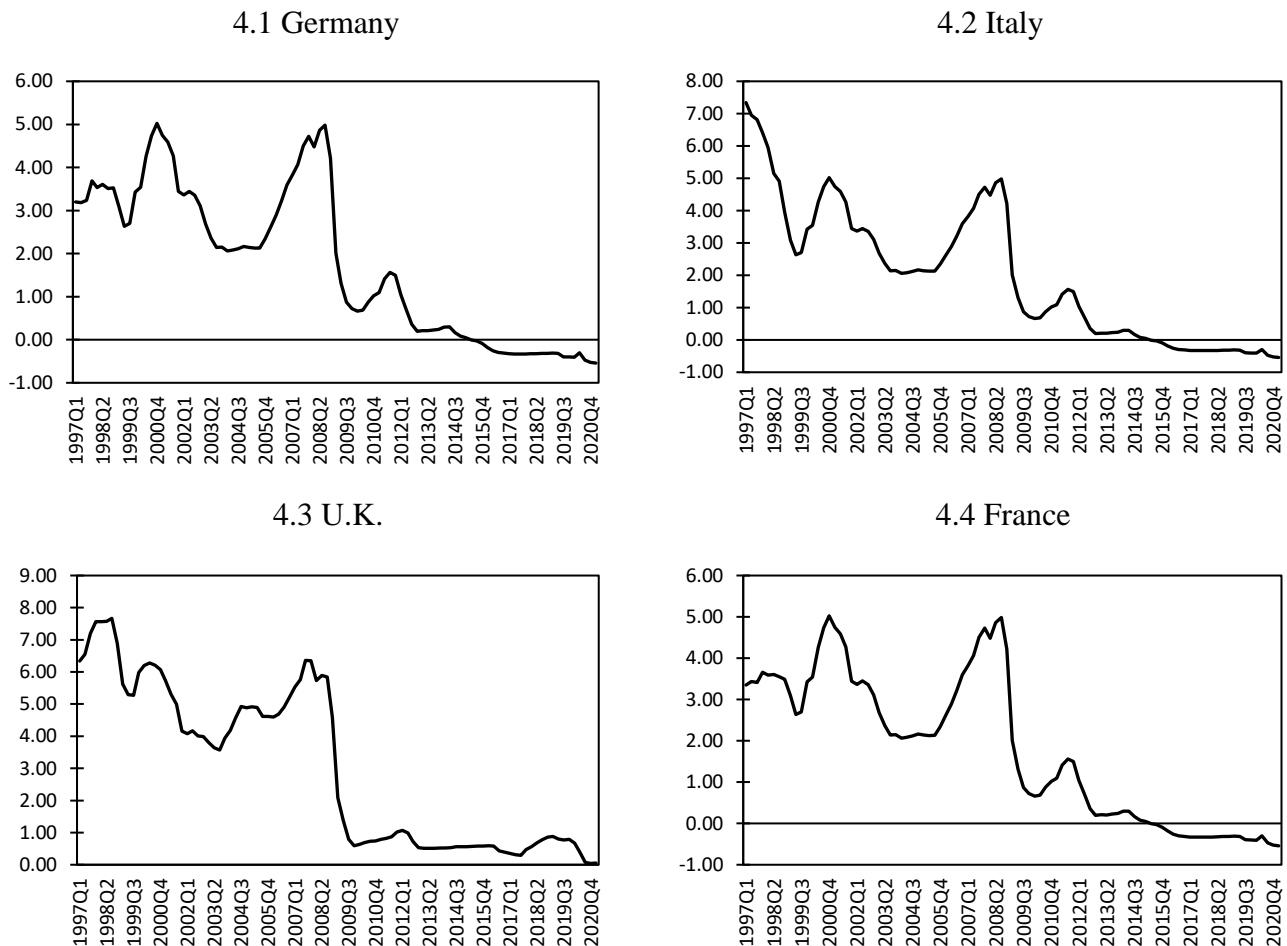 4.1 Germany
6.00
5.00
4.00
3.00
2.00
1.00
0.00
-1.00
1997Q1
1998Q2
1999Q3
2000Q4
2002Q1
2003Q2
2004Q3
2005Q4
2007Q1
2008Q2
2009Q3
2010Q4
2012Q1
2013Q2
2014Q3
2015Q4
2017Q1
2018Q2
2019Q3
2020Q4
4.2 Italy
8.00
7.00
6.00
5.00
4.00
3.00
2.00
1.00
0.00
-1.00
1997Q1
1998Q2
1999Q3
2000Q4
2002Q1
2003Q2
2004Q3
2005Q4
2007Q1
2008Q2
2009Q3
2010Q4
2012Q1
2013Q2
2014Q3
2015Q4
2017Q1
2018Q2
2019Q3
2020Q4
4.3 U.K.
9.00
8.00
7.00
6.00
5.00
4.00
3.00
2.00
1.00
0.00
1997Q1
1998Q2
1999Q3
2000Q4
2002Q1
2003Q2
2004Q3
2005Q4
2007Q1
2008Q2
2009Q3
2010Q4
2012Q1
2013Q2
2014Q3
2015Q4
2017Q1
2018Q2
2019Q3
2020Q4
4.4 France
6.00
5.00
4.00
3.00
2.00
1.00
0.00
-1.00
1997Q1
1998Q2
1999Q3
2000Q4
2002Q1
2003Q2
2004Q3
2005Q4
2007Q1
2008Q2
2009Q3
2010Q4
2012Q1
2013Q2
2014Q3
2015Q4
2017Q1
2018Q2
2019Q3
2020Q4